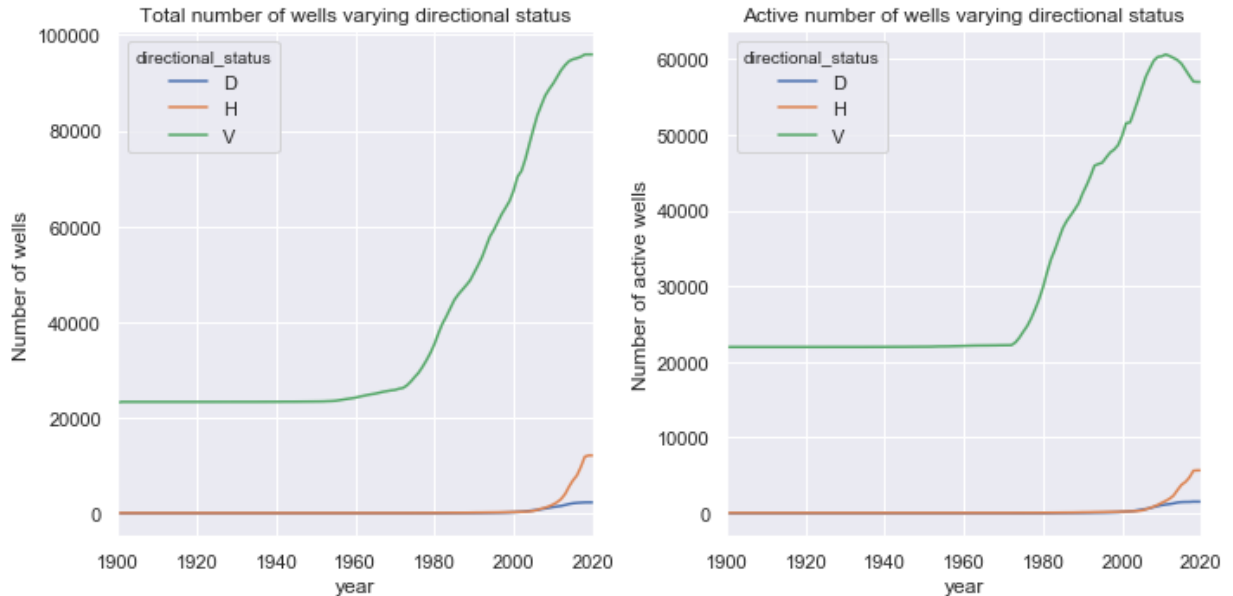 Total number of wells varying directional status
100000
80000
60000
40000
20000
0
Number of wells
directional_status
D
H
V
1900 1920 1940 1960 1980 2000 2020
year
Active number of wells varying directional status
60000
50000
40000
30000
20000
10000
0
Number of active wells
directional_status
D
H
V
1900 1920 1940 1960 1980 2000 2020
year